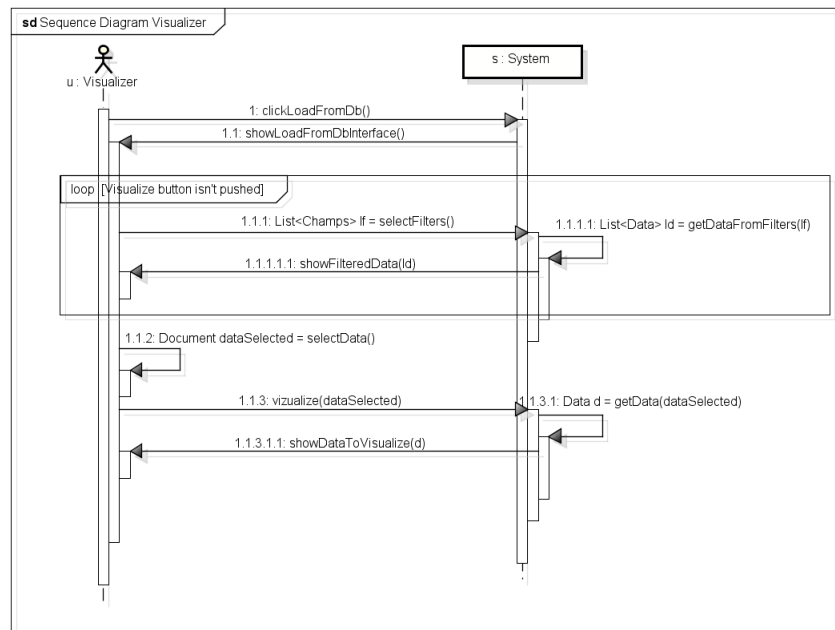 sd Sequence Diagram Visualizer
u : Visualizer
s : System
1: clickLoadFromDb()
1.1: showLoadFromDbInterface()
loop [Visualize button isn't pushed]
1.1.1: List<Champs> lf = selectFilters()
1.1.1.1: List<Data> ld = getDataFromFilters(lf)
1.1.1.1.1: showFilteredData(ld)
1.1.2: Document dataSelected = selectData()
1.1.3: vizualize(dataSelected)
1.1.3.1: Data d = getData(dataSelected)
1.1.3.1.1: showDataToVisualize(d)